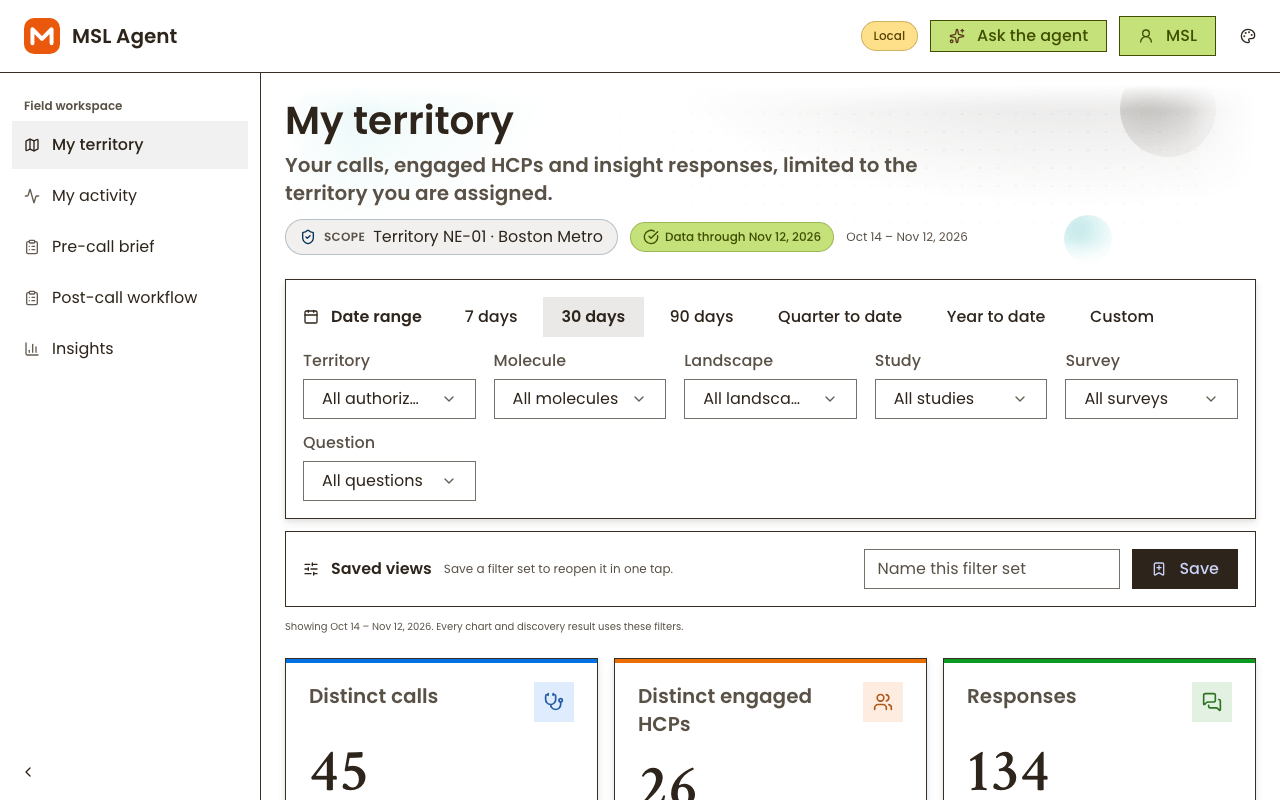 MSL Agent
Local
Ask the agent
MSL
Field workspace
My territory
My activity
Pre-call brief
Post-call workflow
Insights
My territory
Your calls, engaged HCPs and insight responses, limited to the
territory you are assigned.
SCOPE Territory NE-01 · Boston Metro
Data through Nov 12, 2026
Oct 14 – Nov 12, 2026
Date range
7 days
30 days
90 days
Quarter to date
Year to date
Custom
Territory
Molecule
Landscape
Study
Survey
All authoriz...
All molecules
All landsca...
All studies
All surveys
Question
All questions
Saved views
Save a filter set to reopen it in one tap.
Name this filter set
Save
Showing Oct 14 – Nov 12, 2026. Every chart and discovery result uses these filters.
Distinct calls
45
Distinct engaged
HCPs
26
Responses
134